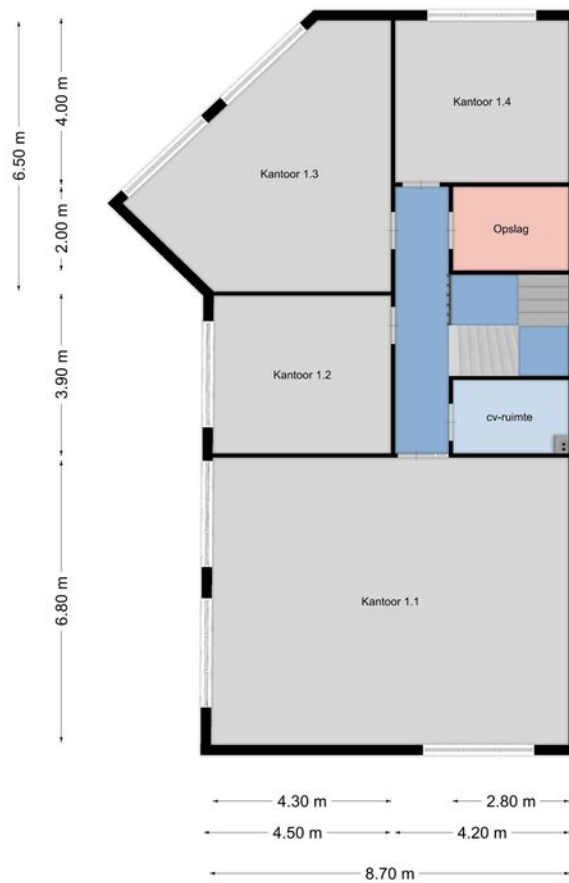 Kantoor 1.4
Kantoor 1.3
Opslag
Kantoor 1.2
cv-ruimte
Kantoor 1.1
6.50 m
4.00 m
2.00 m
3.90 m
6.80 m
4.30 m
2.80 m
4.50 m
4.20 m
8.70 m